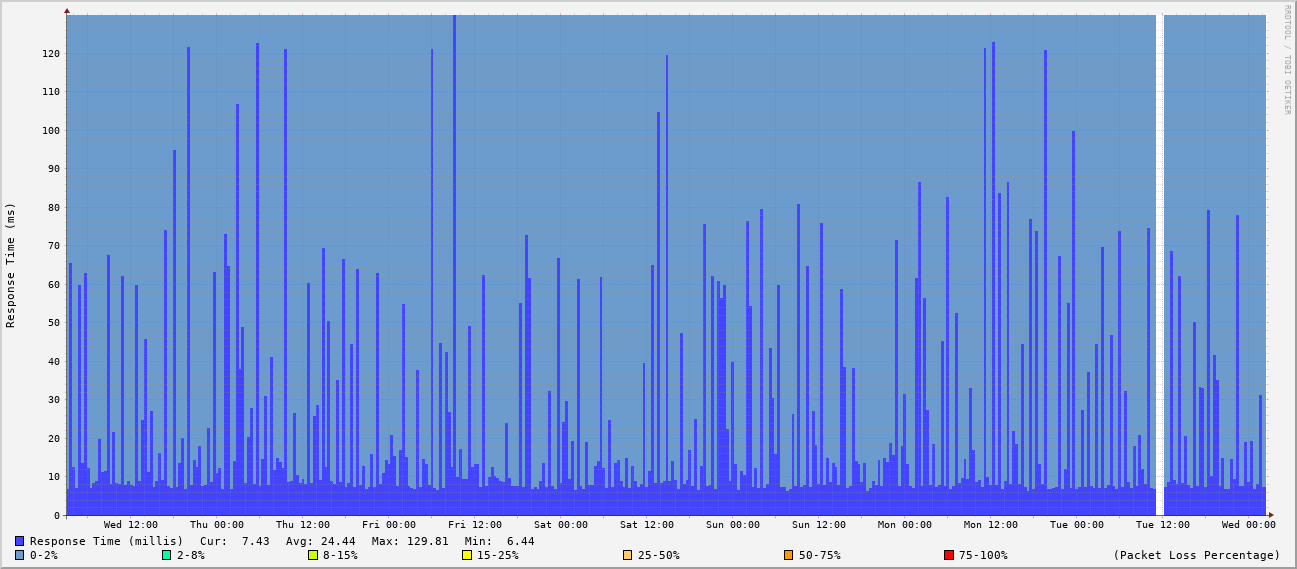 RRDTOOL / TOBI OETIKER
Response Time (ms)
120
110
100
90
80
70
60
50
40
30
20
10
0
Wed 12:00 Thu 00:00 Thu 12:00 Fri 00:00 Fri 12:00 Sat 00:00 Sat 12:00 Sun 00:00 Sun 12:00 Mon 00:00 Mon 12:00 Tue 00:00 Tue 12:00 Wed 00:00
Response Time (millis) Cur: 7.43 Avg: 24.44 Max: 129.81 Min: 6.44
0-2% 2-8% 8-15% 15-25% 25-50% 50-75% 75-100% (Packet Loss Percentage)